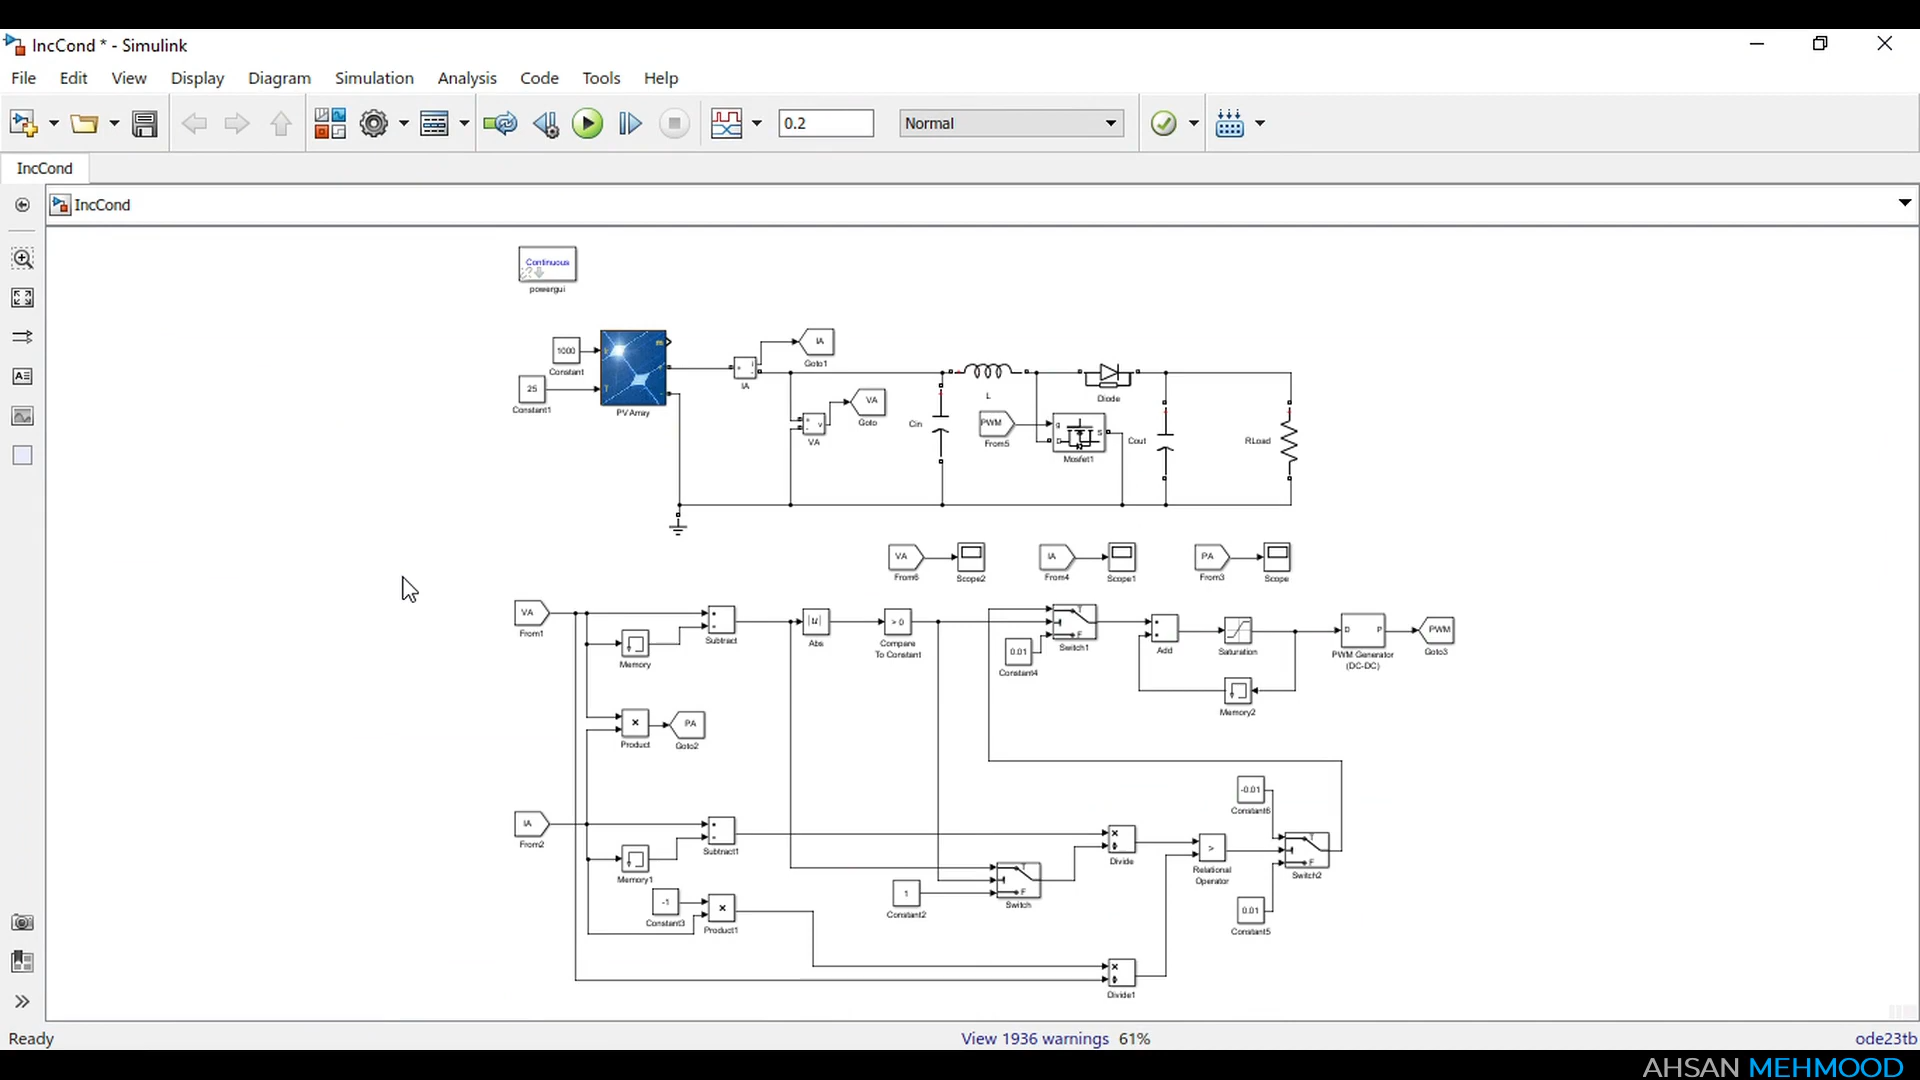 IncCond * - Simulink
File Edit View Display Diagram Simulation Analysis Code Tools Help
0.2 Normal
IncCond
IncCond
Continuous
powergui
1000
Constant
25
Constant1
m
T
PV Array
IA
IA
Goto1
VA
VA
Goto
Cin
L
PWM
From5
g
D
S
Mosfet1
Diode
Cout
RLoad
VA
From6
Scope2
IA
From4
Scope1
PA
From3
Scope
VA
From1
Memory
Subtract
|u|
Abs
> 0
Compare
To Constant
0.01
Constant4
T
F
Switch1
Add
Saturation
Memory2
D P
PWM Generator
(DC-DC)
PWM
Goto3
×
Product
PA
Goto2
IA
From2
Memory1
Subtract1
-1
Constant3
×
Product1
1
Constant2
T
F
Switch
×
÷
Divide
×
÷
Divide1
>
Relational
Operator
-0.01
Constant6
0.01
Constant5
T
F
Switch2
Ready View 1936 warnings 61% ode23tb
AHSAN MEHMOOD